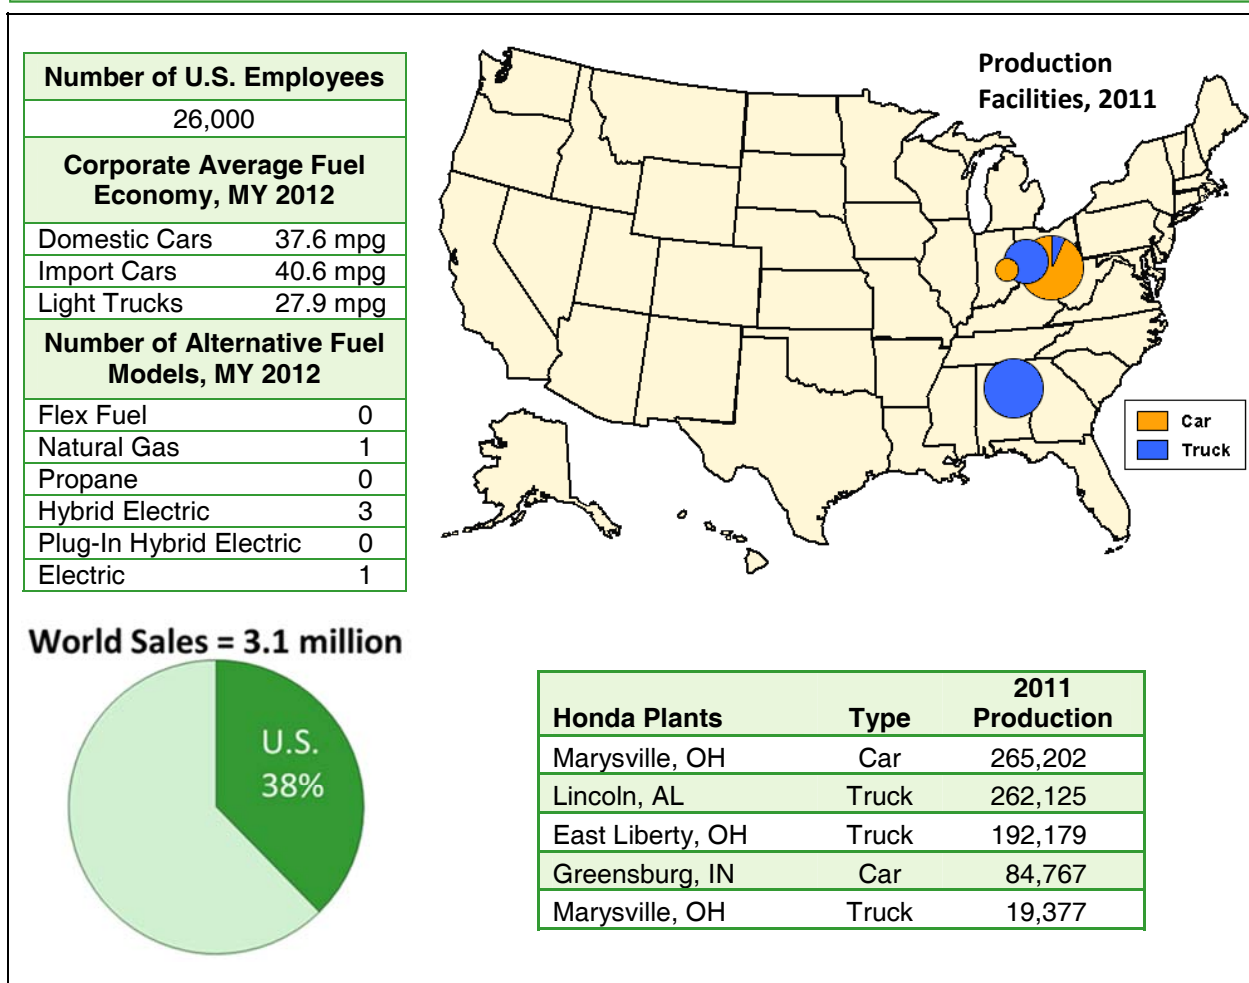 Number of U.S. Employees
26,000
Corporate Average Fuel
Economy, MY 2012
Domestic Cars 37.6 mpg
Import Cars 40.6 mpg
Light Trucks 27.9 mpg
Number of Alternative Fuel
Models, MY 2012
Flex Fuel 0
Natural Gas 1
Propane 0
Hybrid Electric 3
Plug-In Hybrid Electric 0
Electric 1
Production
Facilities, 2011
Car
Truck
World Sales = 3.1 million
U.S.
38%
2011
Honda Plants Type Production
Marysville, OH Car 265,202
Lincoln, AL Truck 262,125
East Liberty, OH Truck 192,179
Greensburg, IN Car 84,767
Marysville, OH Truck 19,377